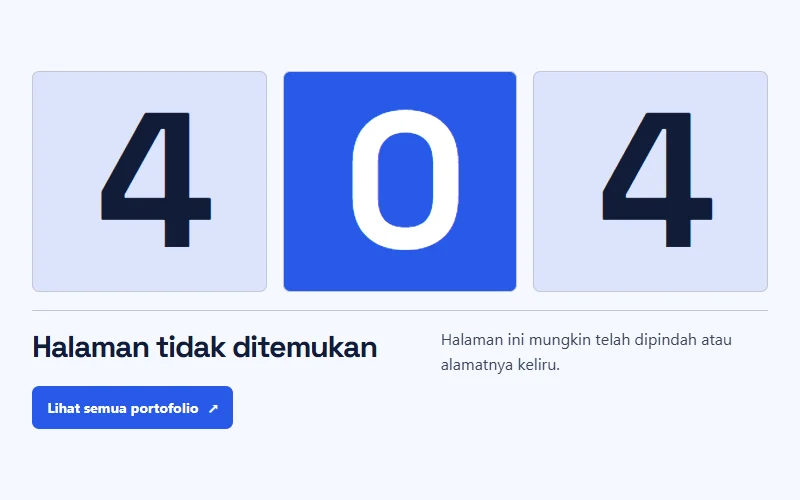 4 0 4
Halaman tidak ditemukan
Halaman ini mungkin telah dipindah atau
alamatnya keliru.
Lihat semua portofolio ↗